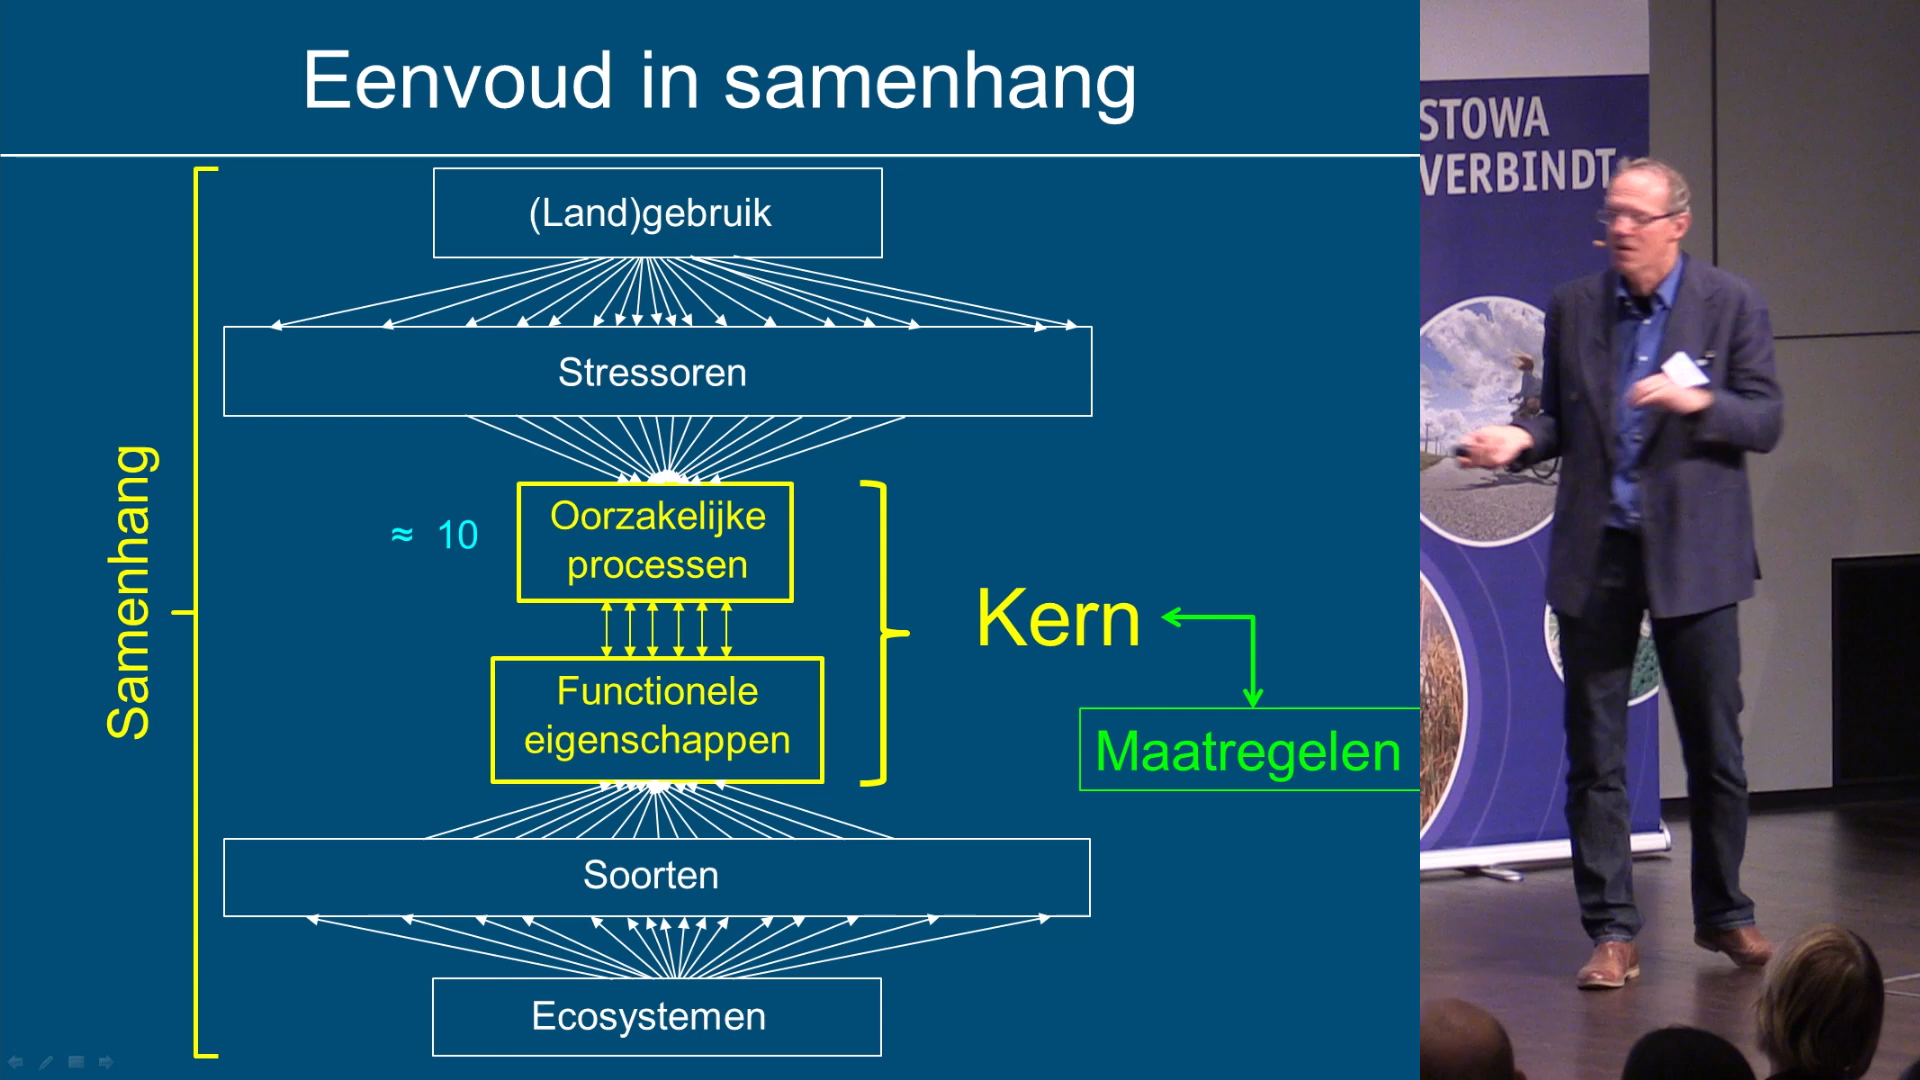 Eenvoud in samenhang
(Land)gebruik
Stressoren
Samenhang
≈ 10
Oorzakelijke
processen
Functionele
eigenschappen
Kern
Maatregelen
Soorten
Ecosystemen
STOWA
VERBINDT